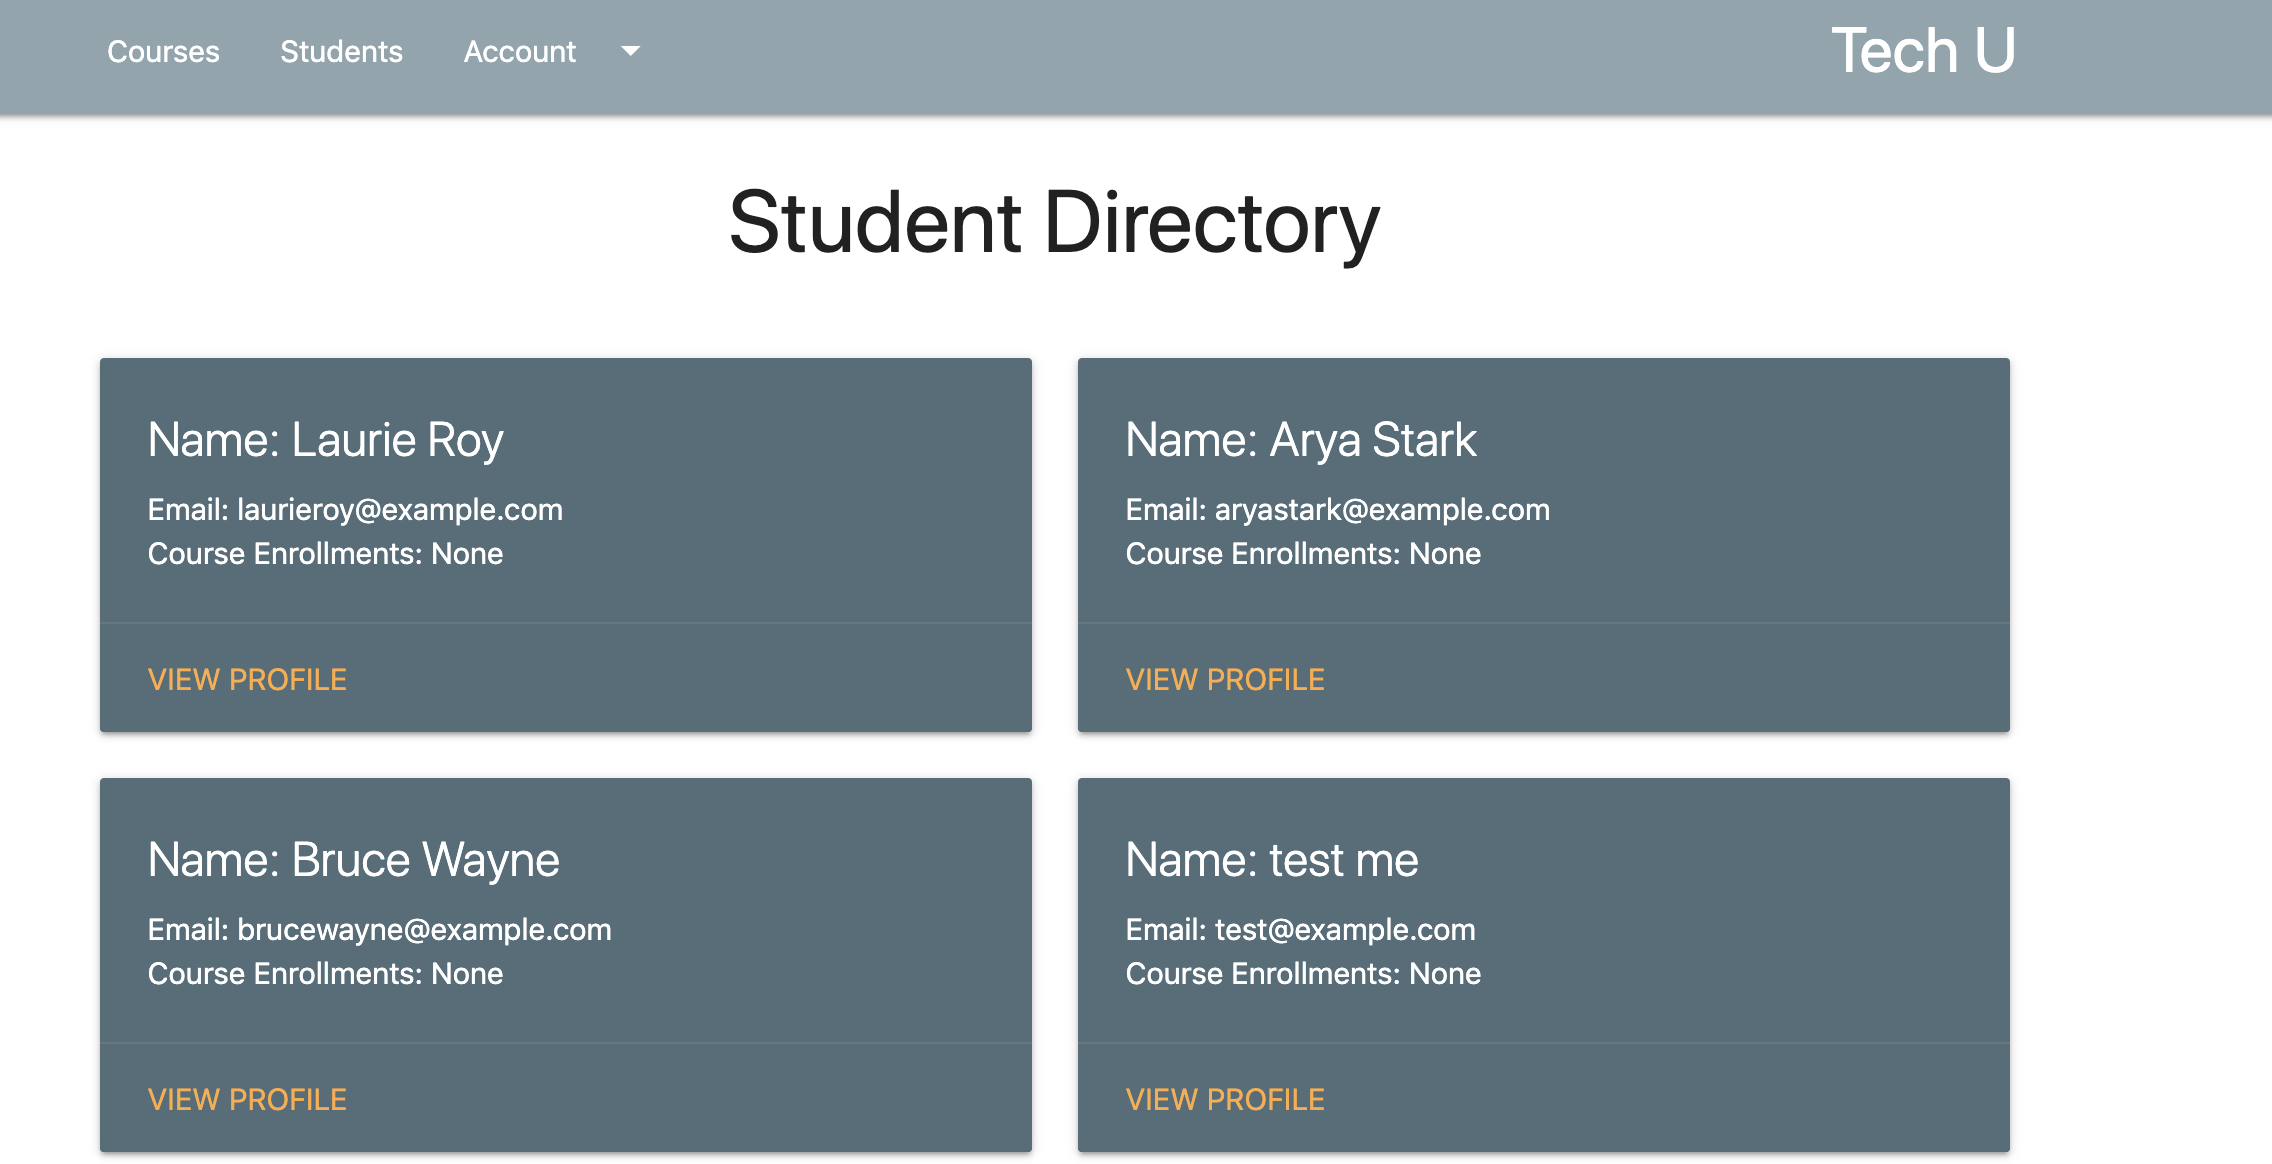 Courses Students Account Tech U
Student Directory
Name: Laurie Roy
Email: laurieroy@example.com
Course Enrollments: None
VIEW PROFILE
Name: Arya Stark
Email: aryastark@example.com
Course Enrollments: None
VIEW PROFILE
Name: Bruce Wayne
Email: brucewayne@example.com
Course Enrollments: None
VIEW PROFILE
Name: test me
Email: test@example.com
Course Enrollments: None
VIEW PROFILE